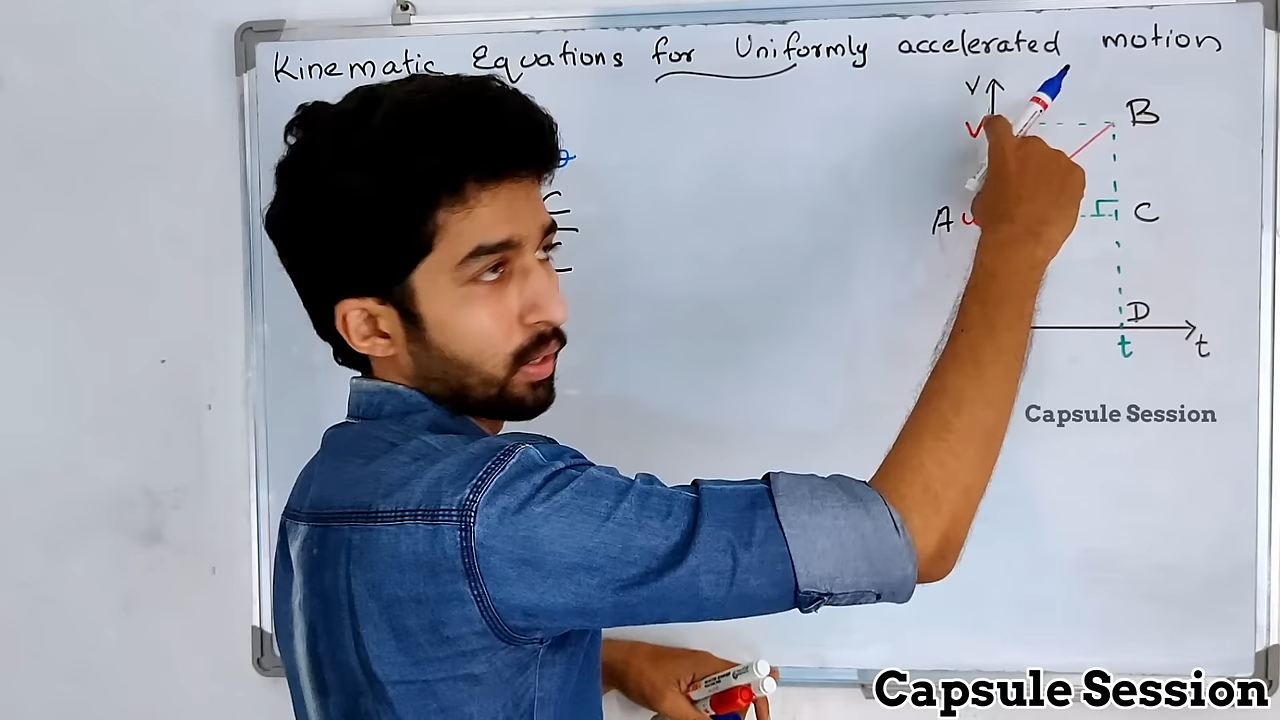 Kinematic Equations for Uniformly accelerated motion
V
V B
A u C
D
t t
Capsule Session
Capsule Session